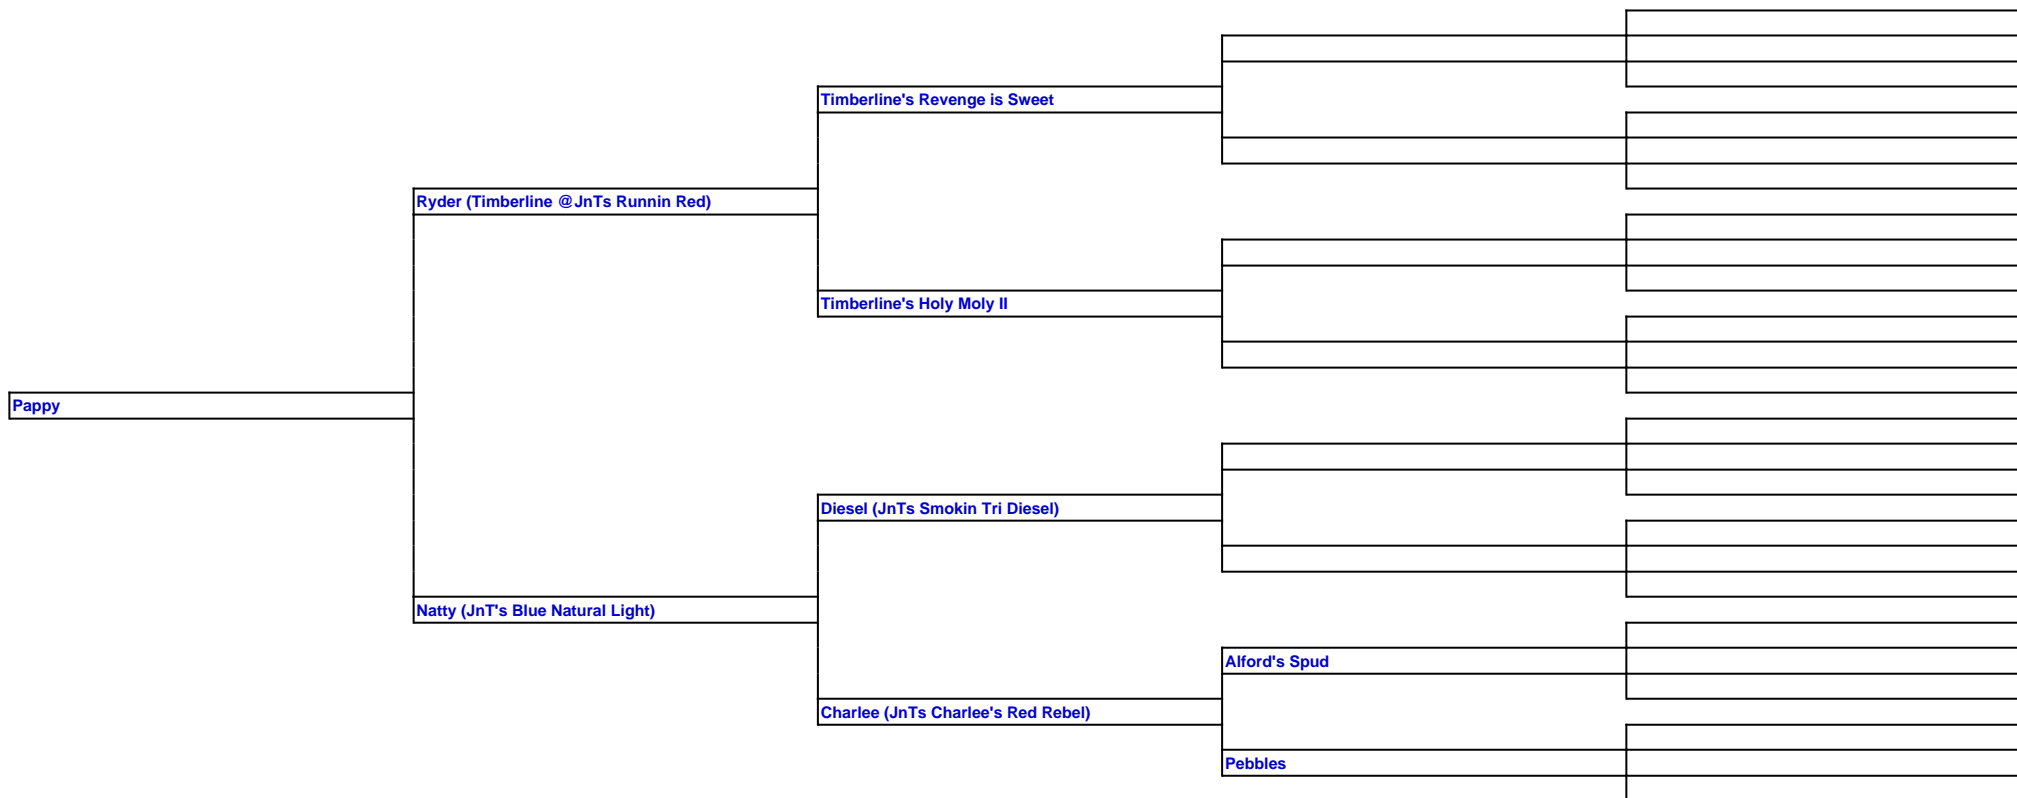 Timberline's Revenge is Sweet
Ryder (Timberline @JnTs Runnin Red)
Timberline's Holy Moly II
Pappy
Diesel (JnTs Smokin Tri Diesel)
Natty (JnT's Blue Natural Light)
Alford's Spud
Charlee (JnTs Charlee's Red Rebel)
Pebbles